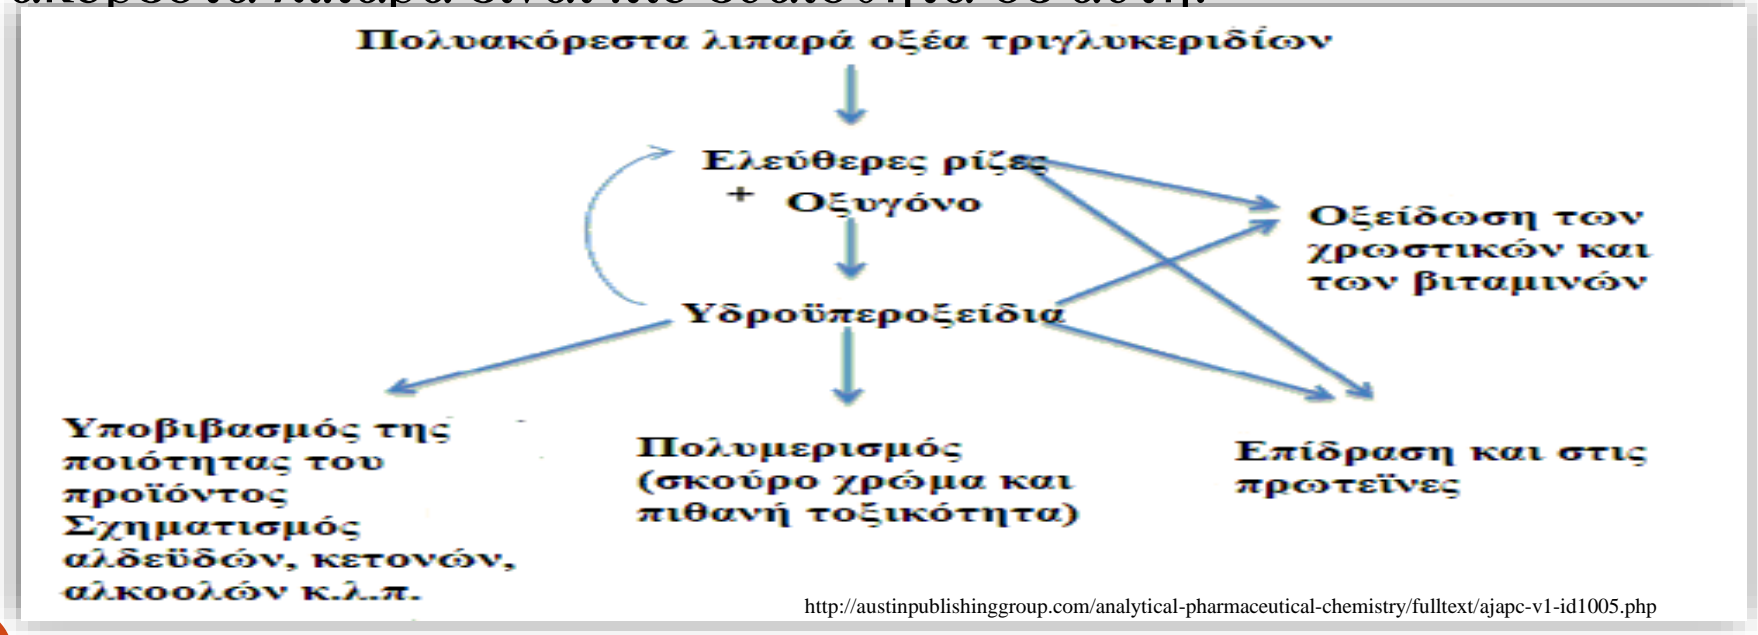 Πολυακόρεστα λιπαρά οξέα τριγλυκεριδίων
Ελεύθερες ρίζες
+ Οξυγόνο
Οξείδωση των
χρωστικών και
των βιταμινών
Υδροϋπεροξείδια
Υποβιβασμός της
ποιότητας του
προϊόντος
Σχηματισμός
αλδεϋδών, κετονών,
αλκοολών κ.λ.π.
Πολυμερισμός
(σκούρο χρώμα και
πιθανή τοξικότητα)
Επίδραση και στις
πρωτεϊνες
http://austinpublishinggroup.com/analytical-pharmaceutical-chemistry/fulltext/ajapc-v1-id1005.php